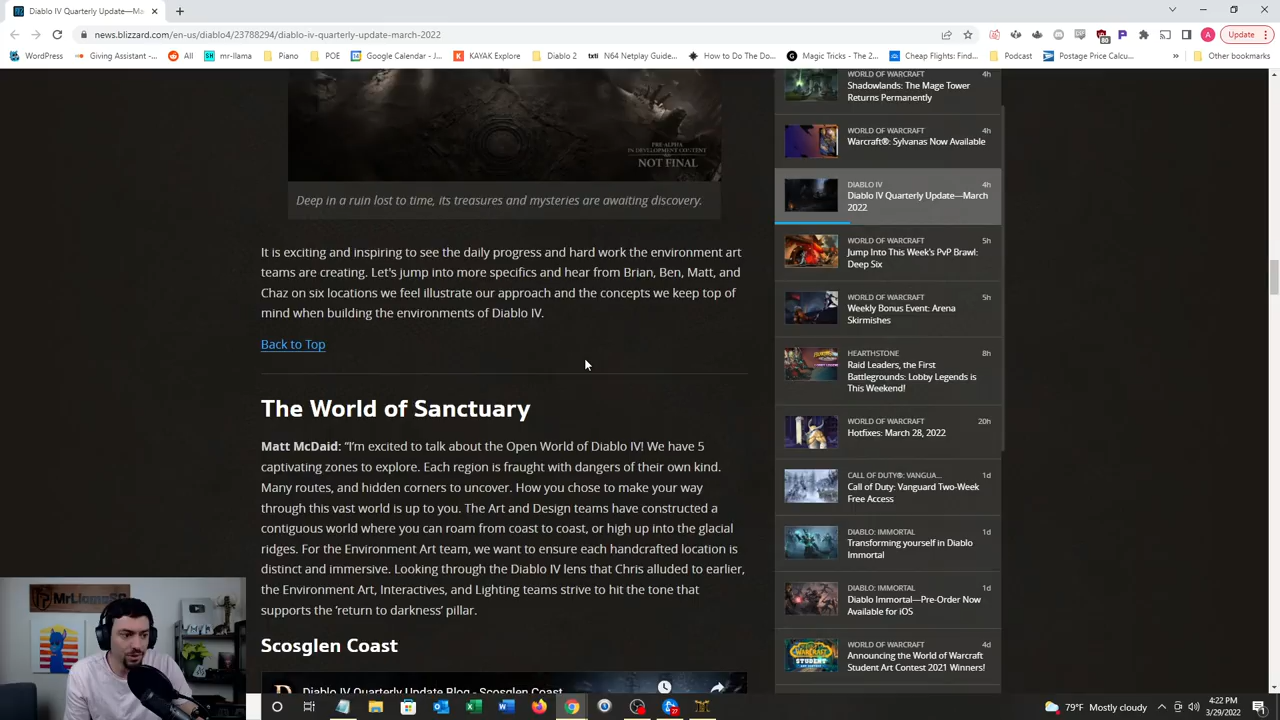 Diablo IV Quarterly Update—Ma
news.blizzard.com/en-us/diablo4/23788294/diablo-iv-quarterly-update-march-2022
Update
WordPress
Giving Assistant -...
All
mr-llama
Piano
POE
Google Calendar - J...
KAYAK Explore
Diablo 2
N64 Netplay Guide...
How to Do The Do...
Magic Tricks - The 2...
Cheap Flights: Find...
Podcast
Postage Price Calcu...
»
Other bookmarks
PRE-ALPHA
IN DEVELOPMENT CONTENT
NOT FINAL
Deep in a ruin lost to time, its treasures and mysteries are awaiting discovery.
It is exciting and inspiring to see the daily progress and hard work the environment art
teams are creating. Let's jump into more specifics and hear from Brian, Ben, Matt, and
Chaz on six locations we feel illustrate our approach and the concepts we keep top of
mind when building the environments of Diablo IV.
Back to Top
The World of Sanctuary
Matt McDaid: “I’m excited to talk about the Open World of Diablo IV! We have 5
captivating zones to explore. Each region is fraught with dangers of their own kind.
Many routes, and hidden corners to uncover. How you chose to make your way
through this vast world is up to you. The Art and Design teams have constructed a
contiguous world where you can roam from coast to coast, or high up into the glacial
ridges. For the Environment Art team, we want to ensure each handcrafted location is
distinct and immersive. Looking through the Diablo IV lens that Chris alluded to earlier,
the Environment Art, Interactives, and Lighting teams strive to hit the tone that
supports the ‘return to darkness’ pillar.
Scosglen Coast
Diablo IV Quarterly Update Blog - Scosglen Coast
WORLD OF WARCRAFT 4h
Shadowlands: The Mage Tower
Returns Permanently
WORLD OF WARCRAFT 4h
Warcraft®: Sylvanas Now Available
DIABLO IV 4h
Diablo IV Quarterly Update—March
2022
WORLD OF WARCRAFT 5h
Jump Into This Week's PvP Brawl:
Deep Six
WORLD OF WARCRAFT 5h
Weekly Bonus Event: Arena
Skirmishes
HEARTHSTONE 8h
Raid Leaders, the First
Battlegrounds: Lobby Legends is
This Weekend!
WORLD OF WARCRAFT 20h
Hotfixes: March 28, 2022
CALL OF DUTY®: VANGUA... 1d
Call of Duty: Vanguard Two-Week
Free Access
DIABLO: IMMORTAL 1d
Transforming yourself in Diablo
Immortal
DIABLO: IMMORTAL 1d
Diablo Immortal—Pre-Order Now
Available for iOS
WORLD OF WARCRAFT 4d
Announcing the World of Warcraft
Student Art Contest 2021 Winners!
79°F Mostly cloudy
4:22 PM
3/29/2022